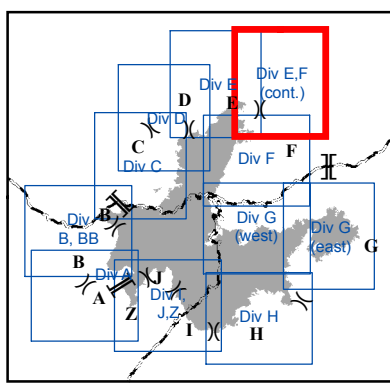 Div E
Div E,F
(cont.)
D
E
Div D
C
Div C
Div F
F
Div
B, BB
B
Div G
(west)
Div G
(east)
G
B
Div A
A
Z
J
Div I,
J,Z
I
Div H
H